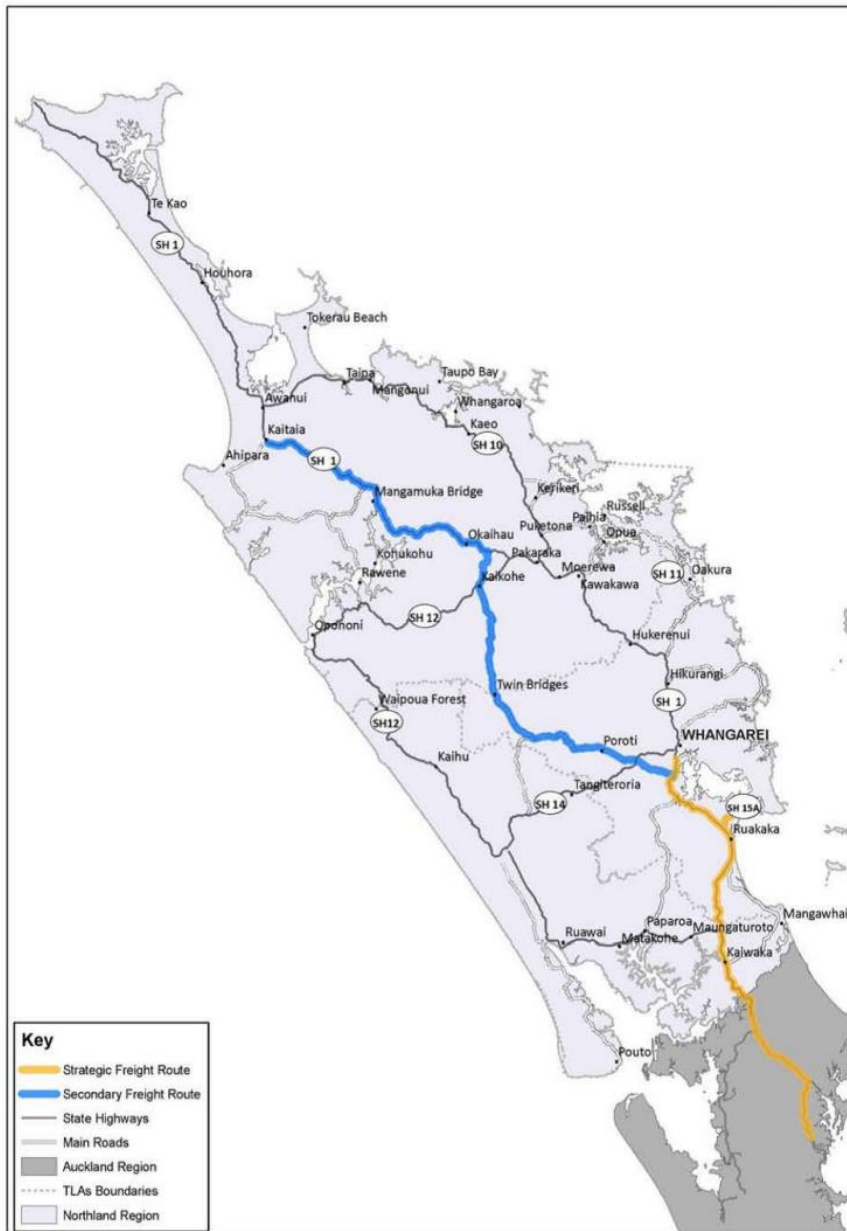 Te Kao
SH 1
Houhora
Tokerau Beach
Taipa
Mangonui
Taupo Bay
Awanui
Whangaroa
Kaeo
Kaitaia
SH 10
SH 1
Ahipara
Mangamuka Bridge
Kerikeri
Russell
Paihia
Puketona
Opua
Okaihau
Pakaraka
Kohukohu
Moerewa
SH 11
Oakura
Rawene
Kaikohe
Kawakawa
SH 12
Opononi
Hukerenui
Hikurangi
Twin Bridges
SH 1
Waipoua Forest
SH12
WHANGAREI
Poroti
Kaihu
Tangiteroria
SH 14
SH 15A
Ruakaka
Mangawhai
Paparoa
Maungaturoto
Ruawai
Matakohe
Kaiwaka
Pouto
Key
Strategic Freight Route
Secondary Freight Route
State Highways
Main Roads
Auckland Region
TLAs Boundaries
Northland Region